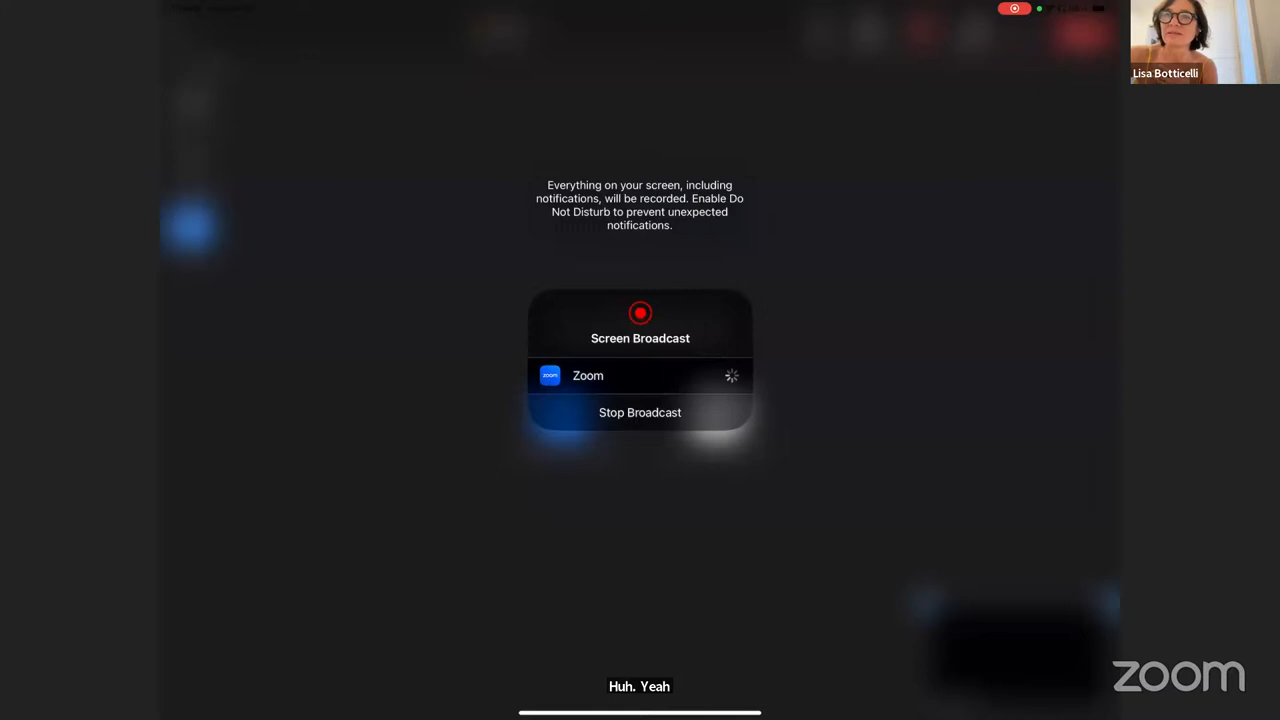 Lisa Botticelli
Everything on your screen, including
notifications, will be recorded. Enable Do
Not Disturb to prevent unexpected
notifications.
Screen Broadcast
zoom
Zoom
Stop Broadcast
zoom
Huh. Yeah